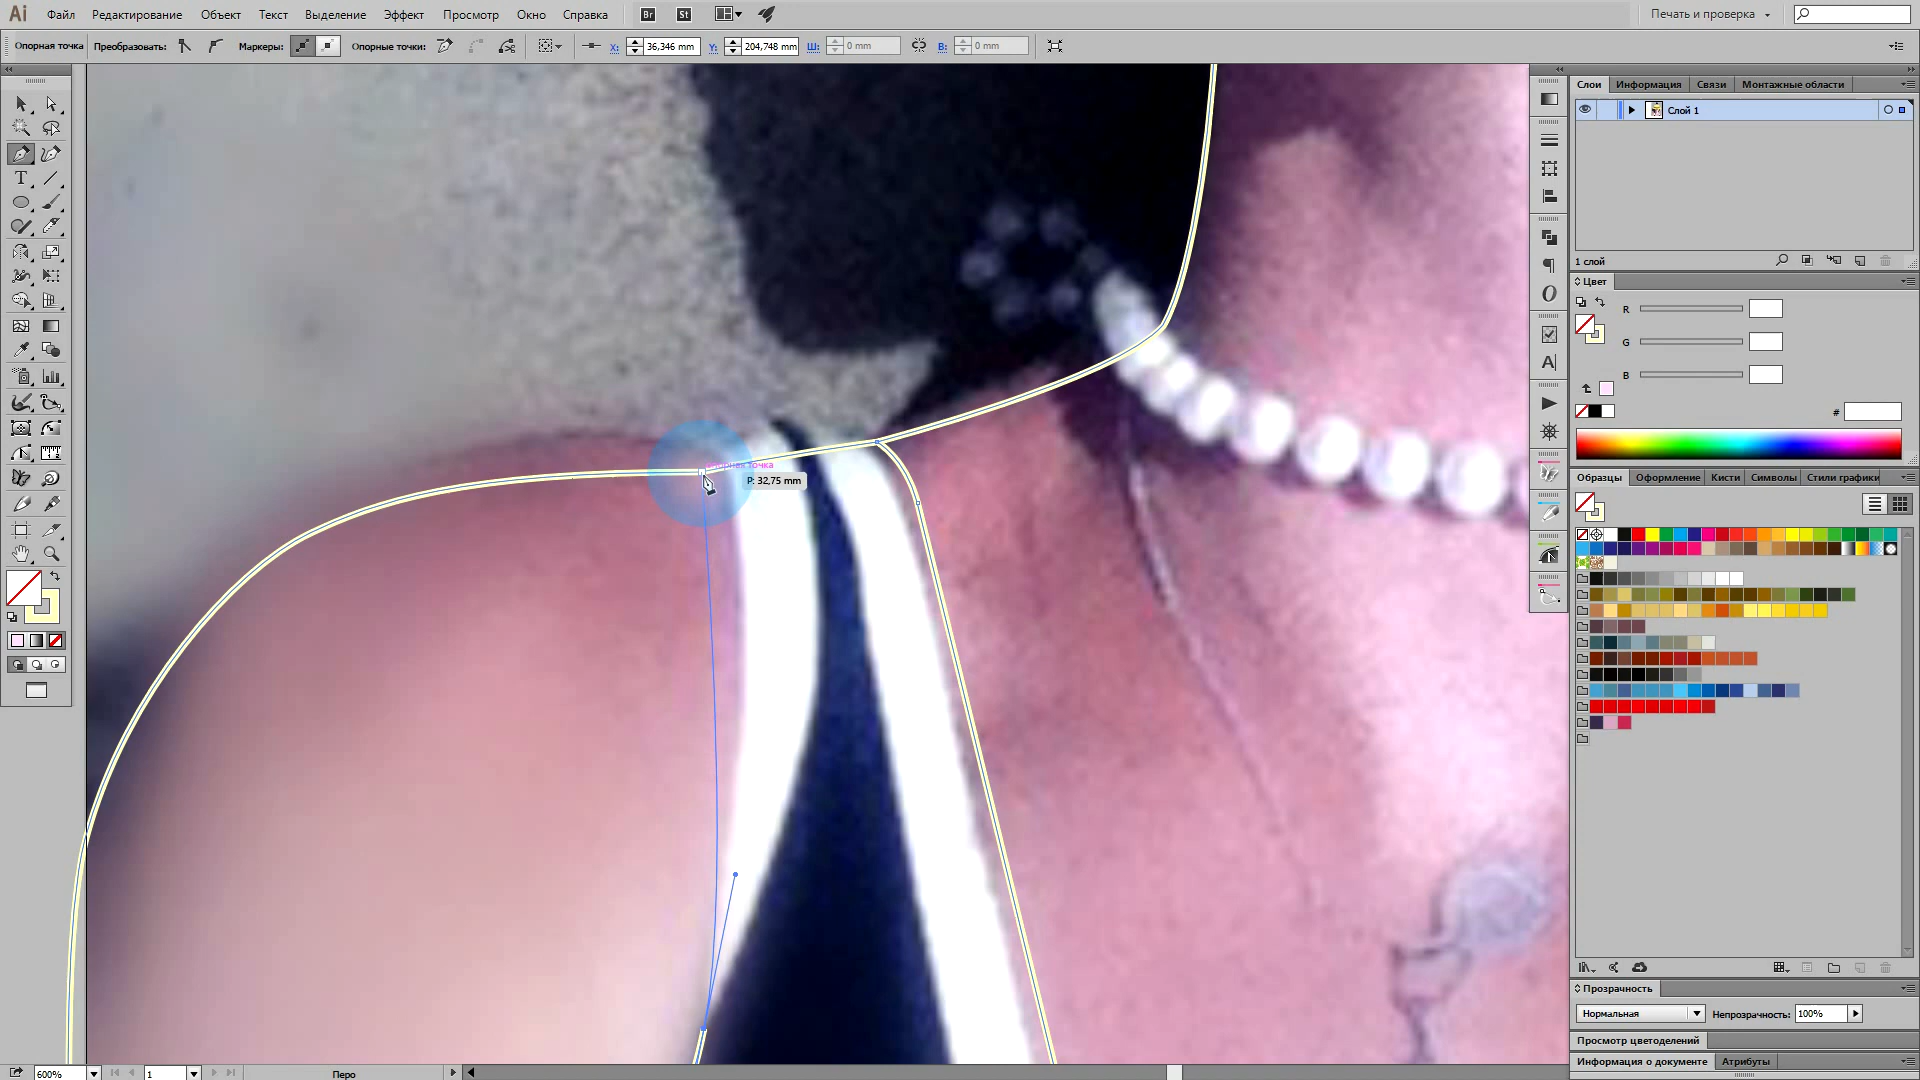 Ai Файл Редактирование Объект Текст Выделение Эффект Просмотр Окно Справка Br St Печать и проверка
Опорная точка Преобразовать: Маркеры: Опорные точки: X: 36,346 mm Y: 204,748 mm Ш: 0 mm В: 0 mm
Слои Информация Связи Монтажные области
Слой 1
1 слой
Цвет
R
G
B
#
Образцы Оформление Кисти Символы Стили графики
опорная точка
P: 32,75 mm
Прозрачность
Нормальная Непрозрачность: 100%
Просмотр цветоделений
Информация о документе Атрибуты
600% 1 Перо